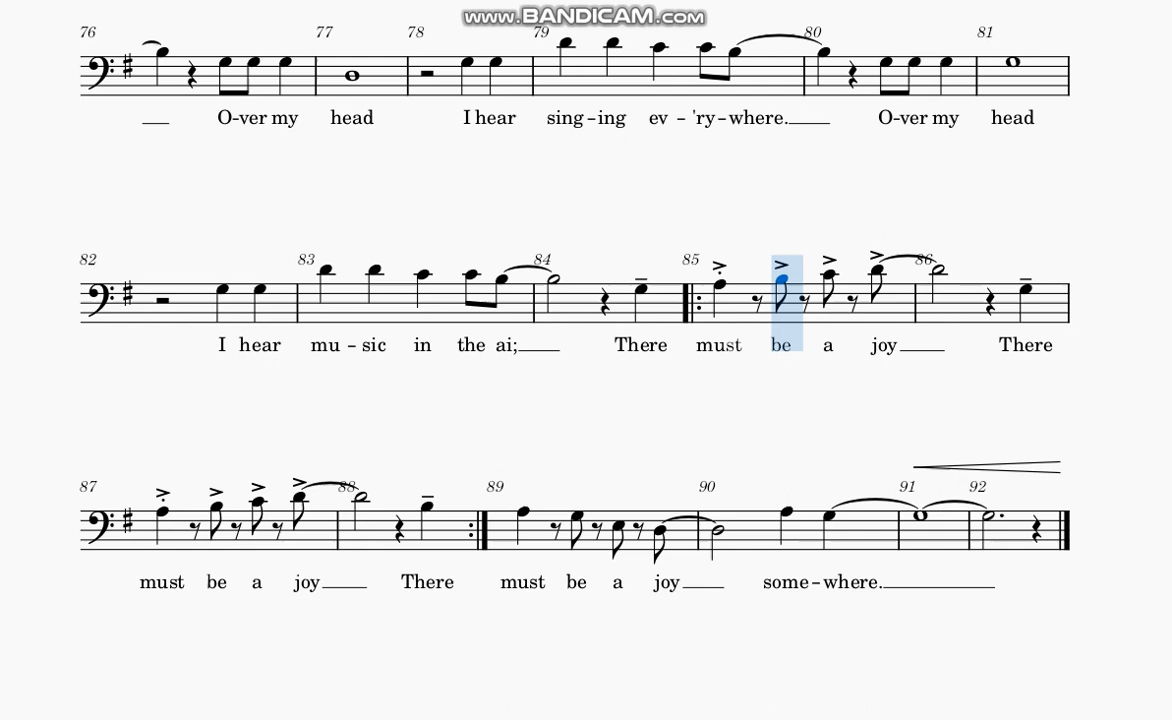 www.BANDICAM.com
76 77 78 79 80 81
O-ver my head I hear sing-ing ev-'ry-where. O-ver my head
82 83 84 85 86
I hear mu-sic in the ai; There must be a joy There
87 88 89 90 91 92
must be a joy There must be a joy some-where.